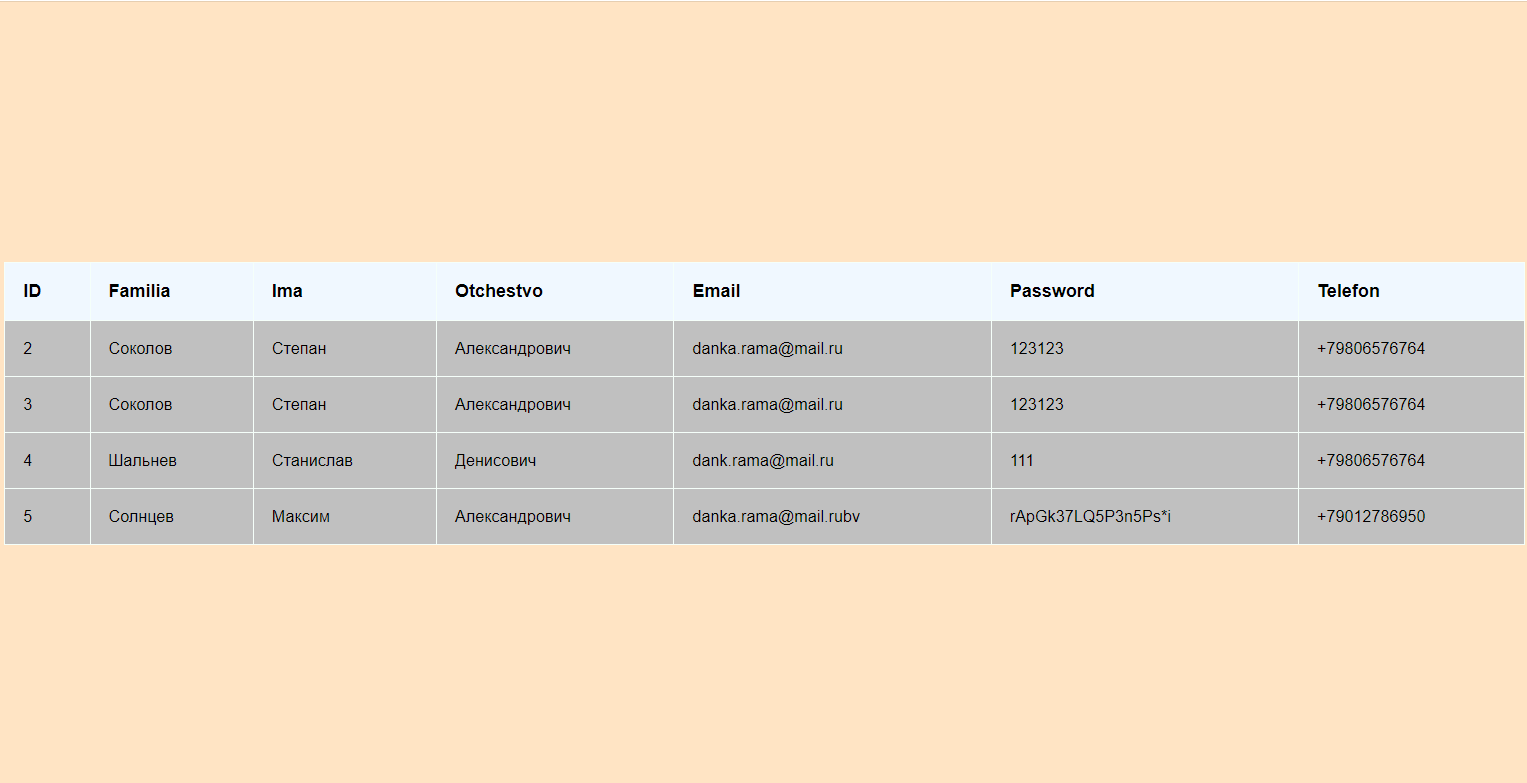 ID Familia Ima Otchestvo Email Password Telefon
2 Соколов Степан Александрович danka.rama@mail.ru 123123 +79806576764
3 Соколов Степан Александрович danka.rama@mail.ru 123123 +79806576764
4 Шальнев Станислав Денисович dank.rama@mail.ru 111 +79806576764
5 Солнцев Максим Александрович danka.rama@mail.rubv rApGk37LQ5P3n5Ps*i +79012786950